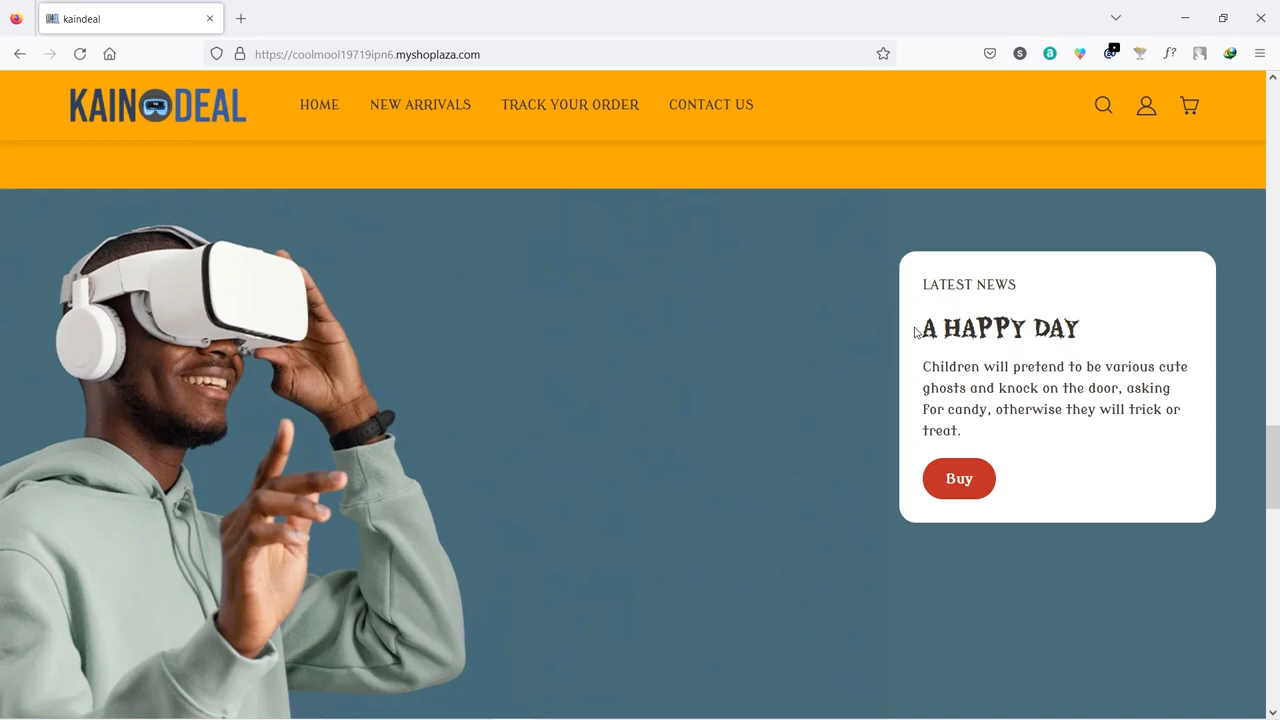 kaindeal
https://coolmool19719ipn6.myshoplaza.com
KAINDEAL
HOME NEW ARRIVALS TRACK YOUR ORDER CONTACT US
LATEST NEWS
A HAPPY DAY
Children will pretend to be various cute
ghosts and knock on the door, asking
for candy, otherwise they will trick or
treat.
Buy